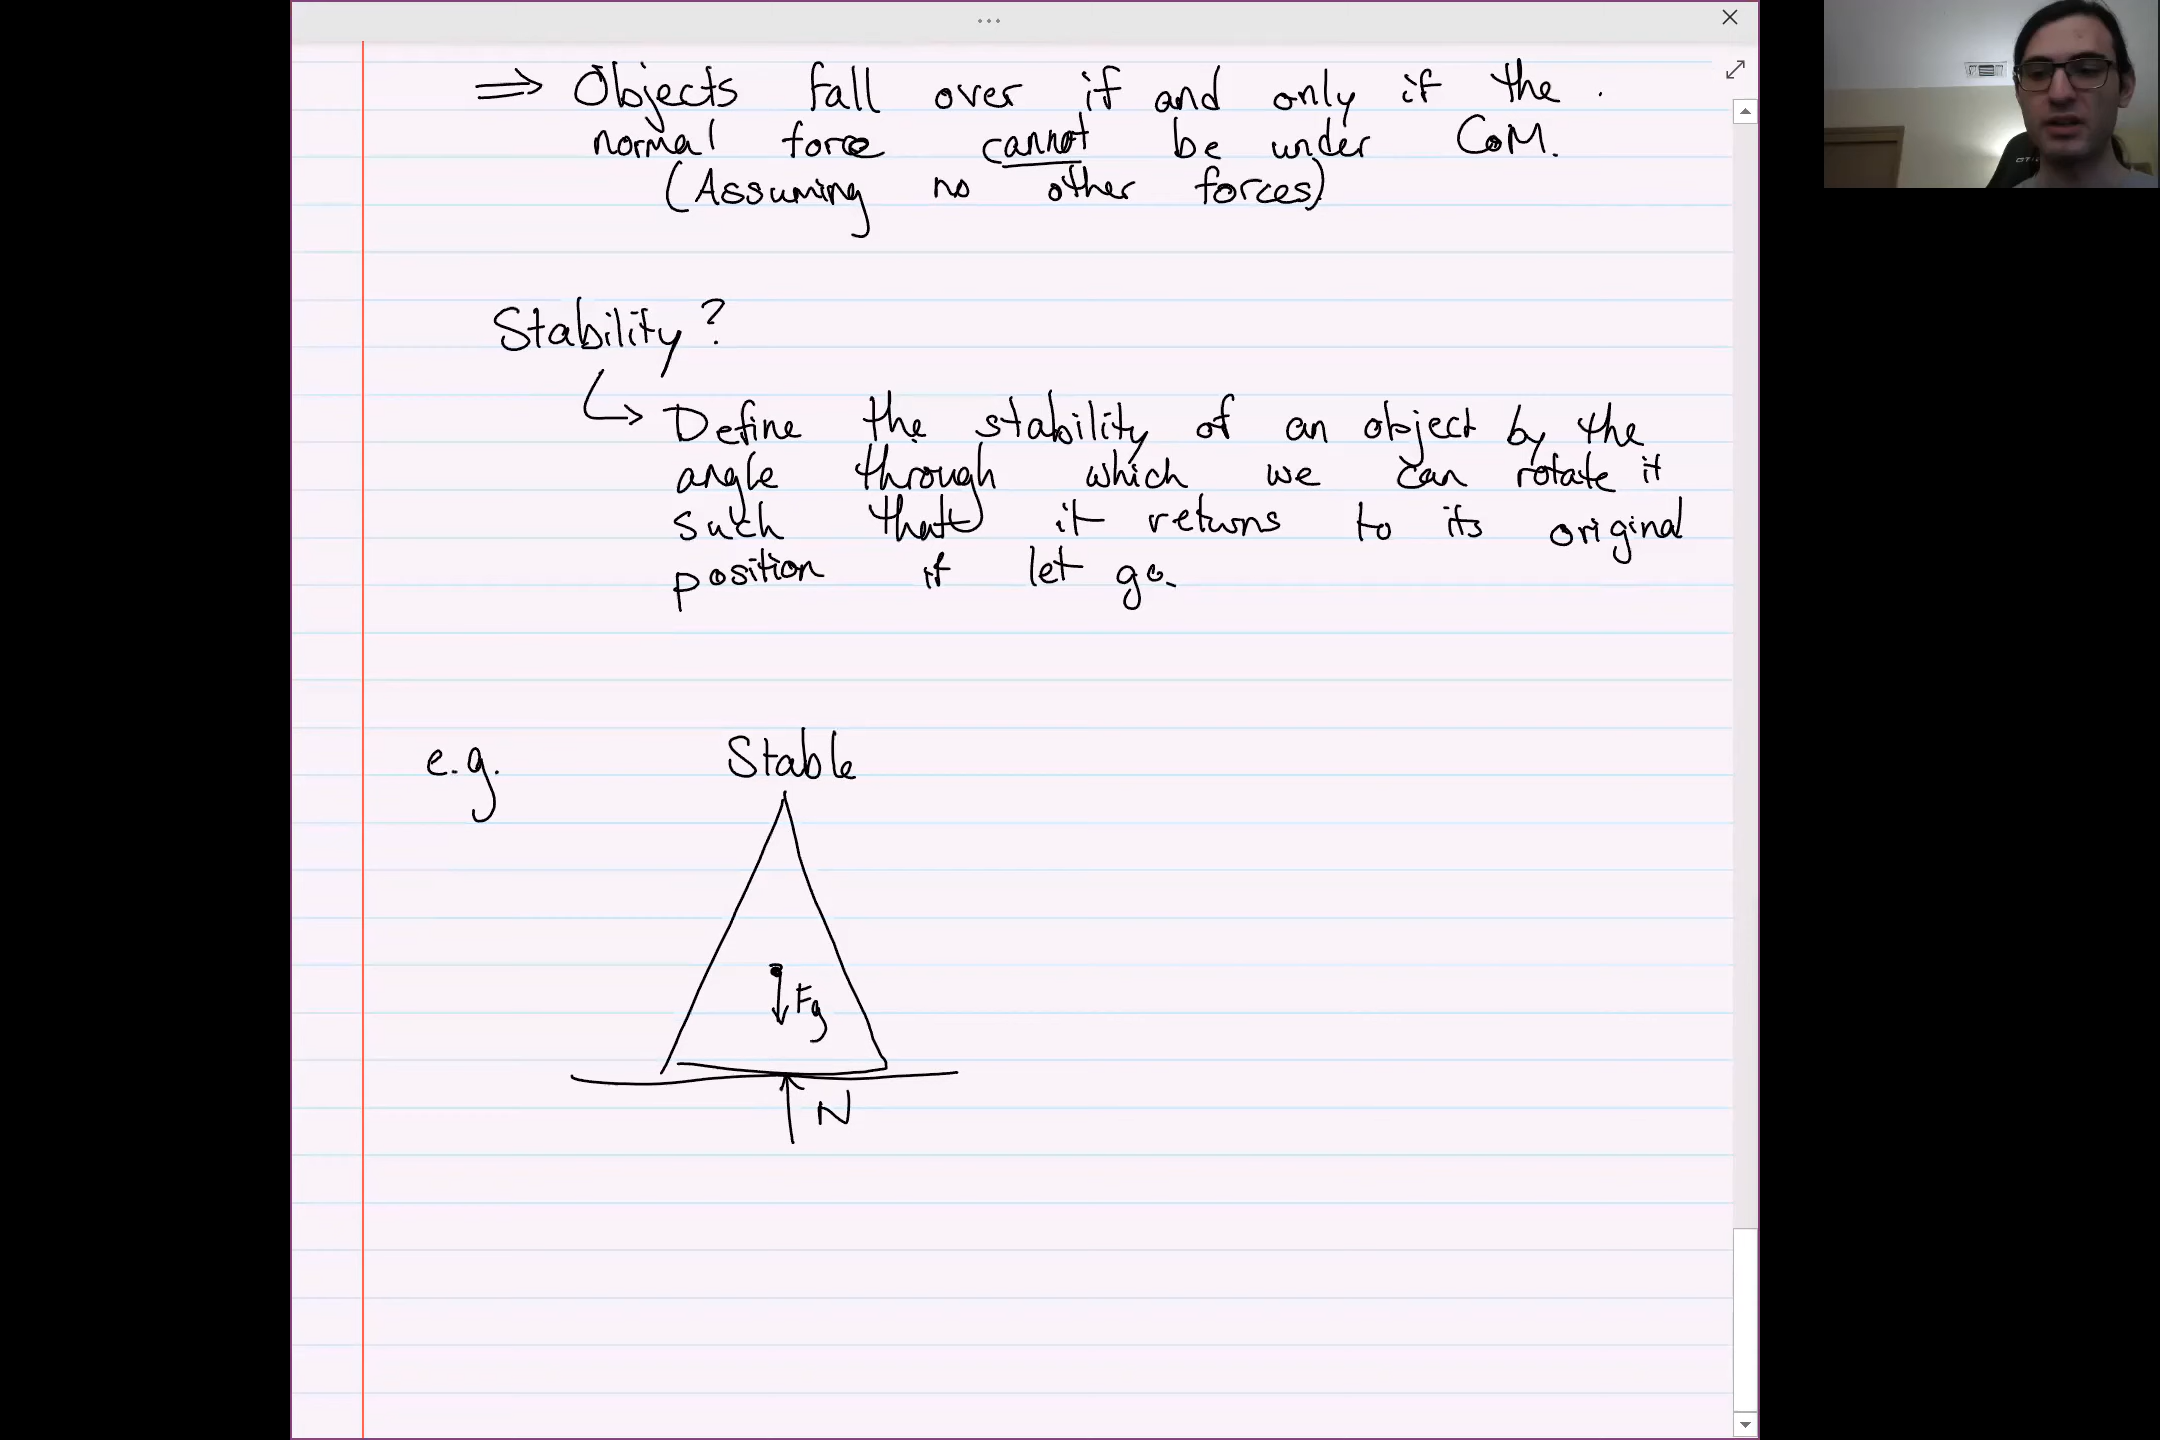 ⇒ Objects fall over if and only if the
normal force cannot be under CoM.
(Assuming no other forces)
Stability?
↳ Define the stability of an object by the
angle through which we can rotate it
such that it returns to its original
position if let go.
e.g. Stable
Fg
N